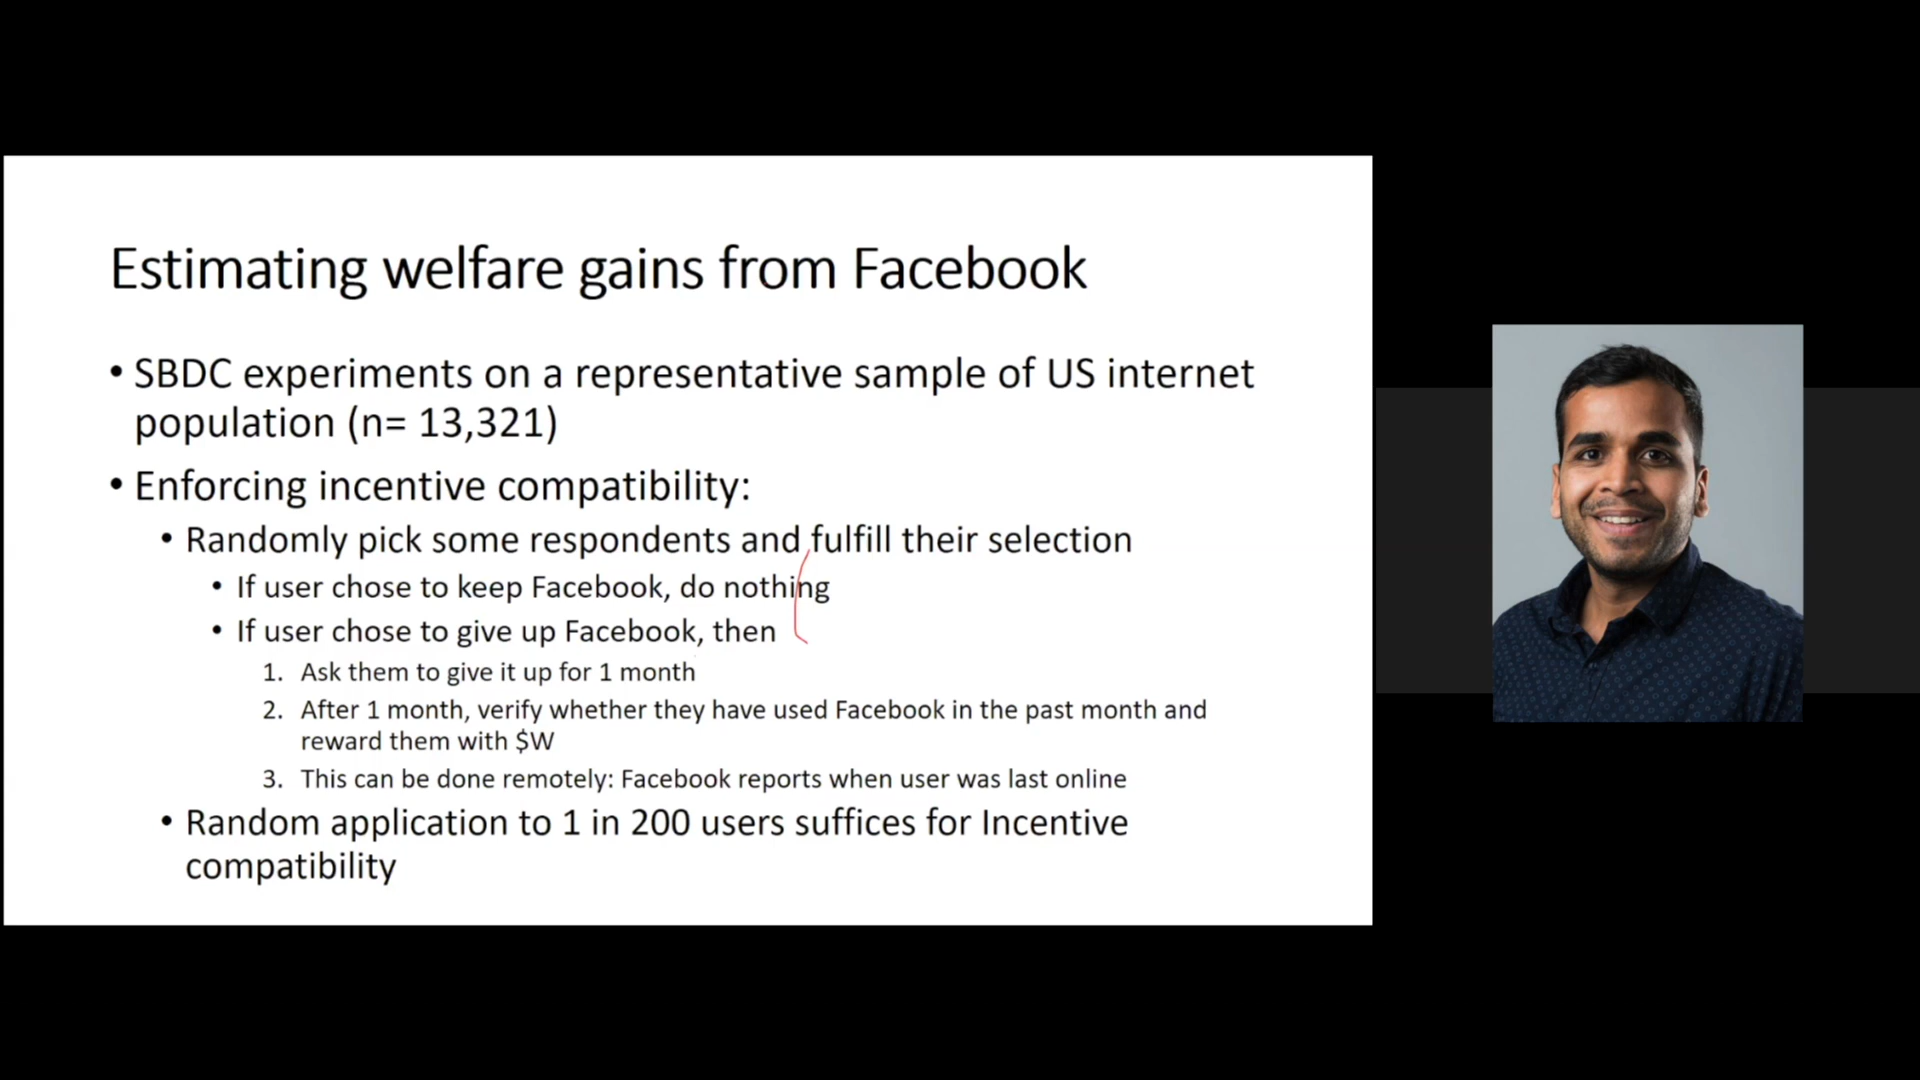 Estimating welfare gains from Facebook
• SBDC experiments on a representative sample of US internet
population (n= 13,321)
• Enforcing incentive compatibility:
• Randomly pick some respondents and fulfill their selection
• If user chose to keep Facebook, do nothing
• If user chose to give up Facebook, then
1. Ask them to give it up for 1 month
2. After 1 month, verify whether they have used Facebook in the past month and
reward them with $W
3. This can be done remotely: Facebook reports when user was last online
• Random application to 1 in 200 users suffices for Incentive
compatibility